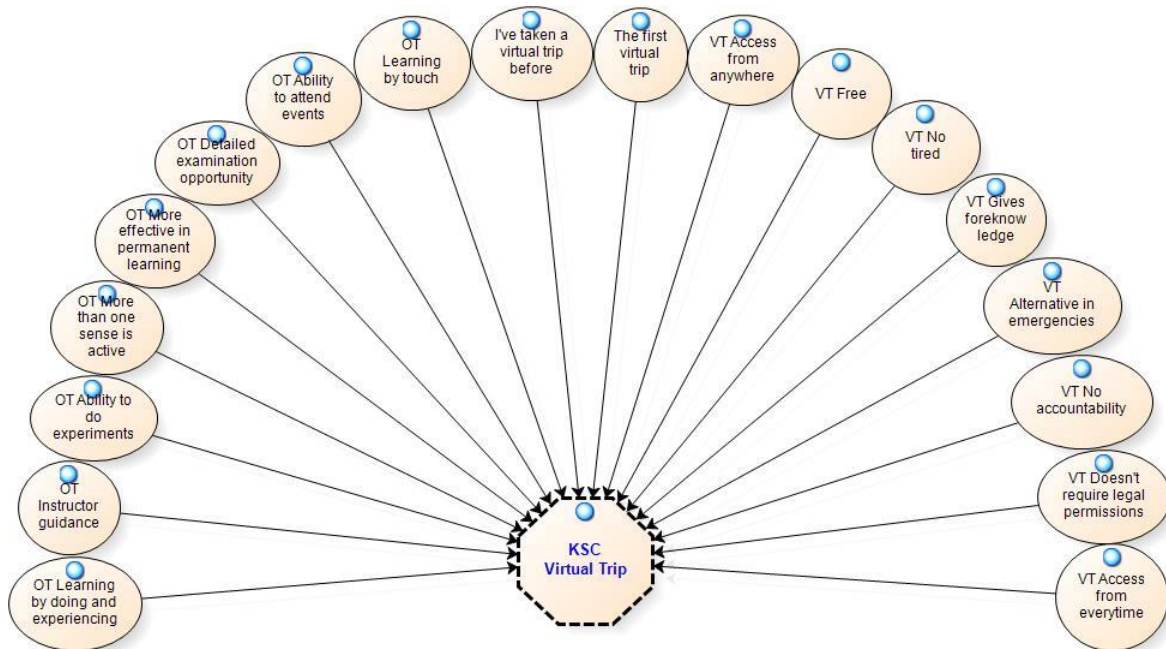 OT Learning
by doing and
experiencing
OT
Instructor
guidance
OT Ability to
do
experiments
OT More
than one
sense is
active
OT More
effective in
permanent
learning
OT Detailed
examination
opportunity
OT Ability
to attend
events
OT
Learning
by touch
I've taken a
virtual trip
before
The first
virtual
trip
VT Access
from
anywhere
VT Free
VT No
tired
VT Gives
foreknow
ledge
VT
Alternative in
emergencies
VT No
accountability
VT Doesn't
require legal
permissions
VT Access
from
everytime
KSC
Virtual Trip